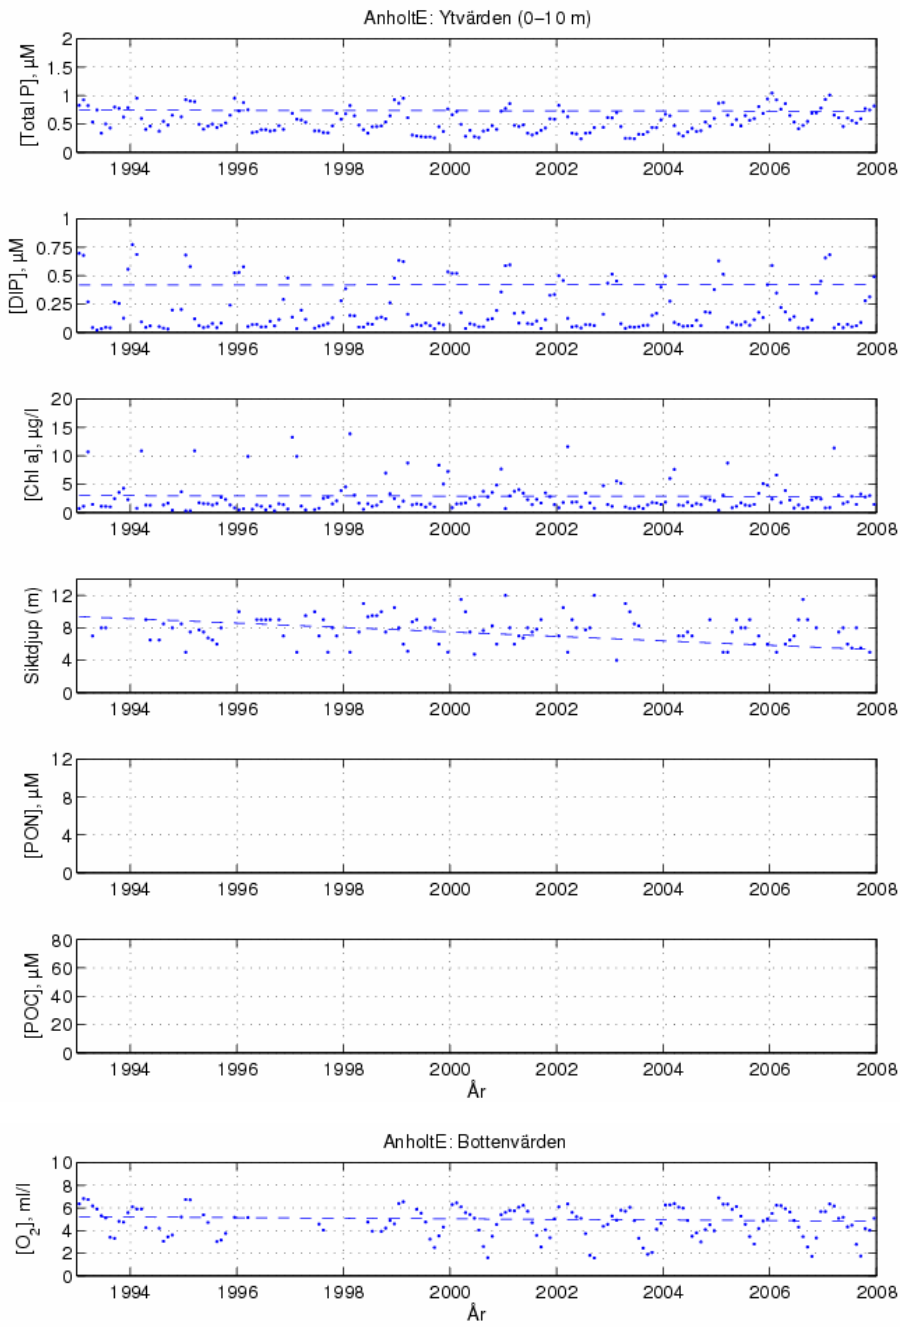 AnholtE: Ytvärden (0–10 m)
[Total P], µM
2
1.5
1
0.5
0
1994 1996 1998 2000 2002 2004 2006 2008
[DIP], µM
1
0.75
0.5
0.25
0
1994 1996 1998 2000 2002 2004 2006 2008
[Chl a], µg/l
20
15
10
5
0
1994 1996 1998 2000 2002 2004 2006 2008
Siktdjup (m)
12
8
4
0
1994 1996 1998 2000 2002 2004 2006 2008
[PON], µM
12
8
4
0
1994 1996 1998 2000 2002 2004 2006 2008
[POC], µM
80
60
40
20
0
1994 1996 1998 2000 2002 2004 2006 2008
År
AnholtE: Bottenvärden
[O2], ml/l
10
8
6
4
2
0
1994 1996 1998 2000 2002 2004 2006 2008
År